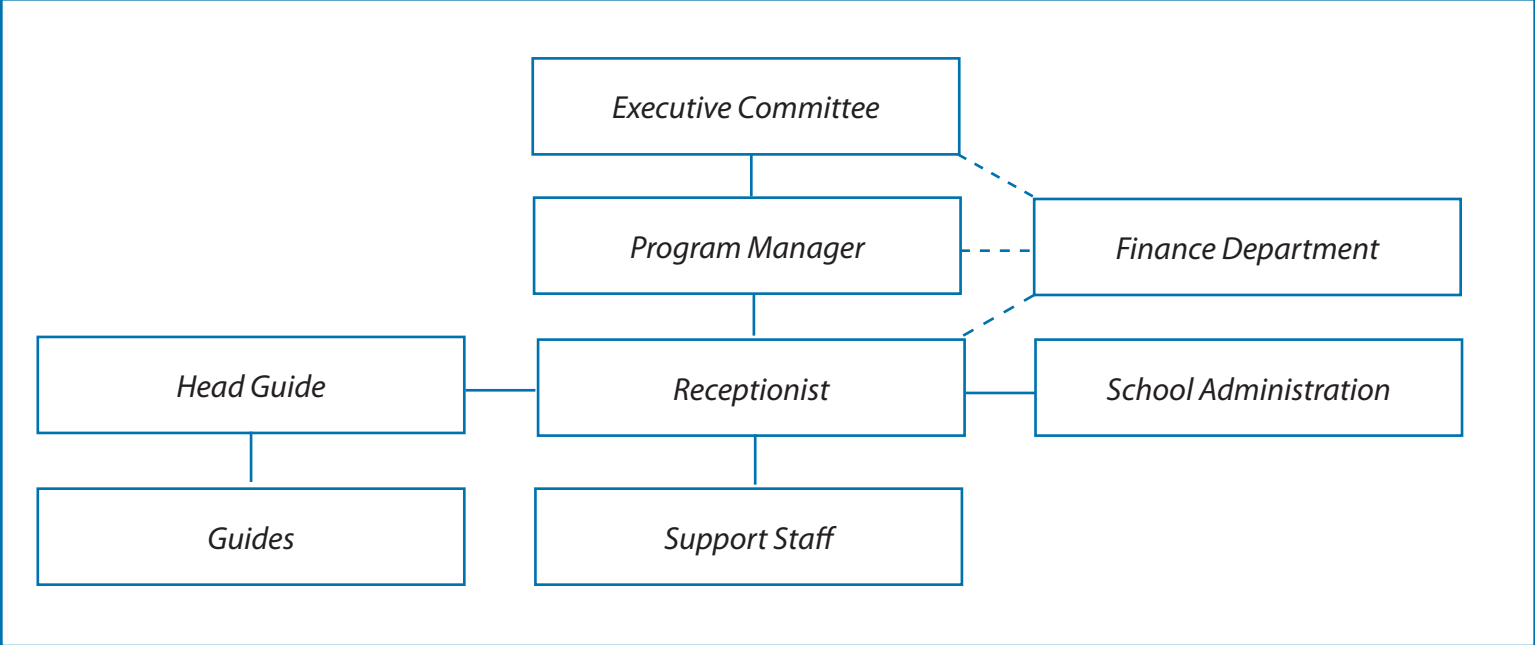 Executive Committee
Program Manager
Finance Department
Head Guide
Receptionist
School Administration
Guides
Support Staff